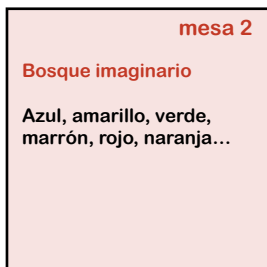 mesa 2
Bosque imaginario
Azul, amarillo, verde,
marrón, rojo, naranja...